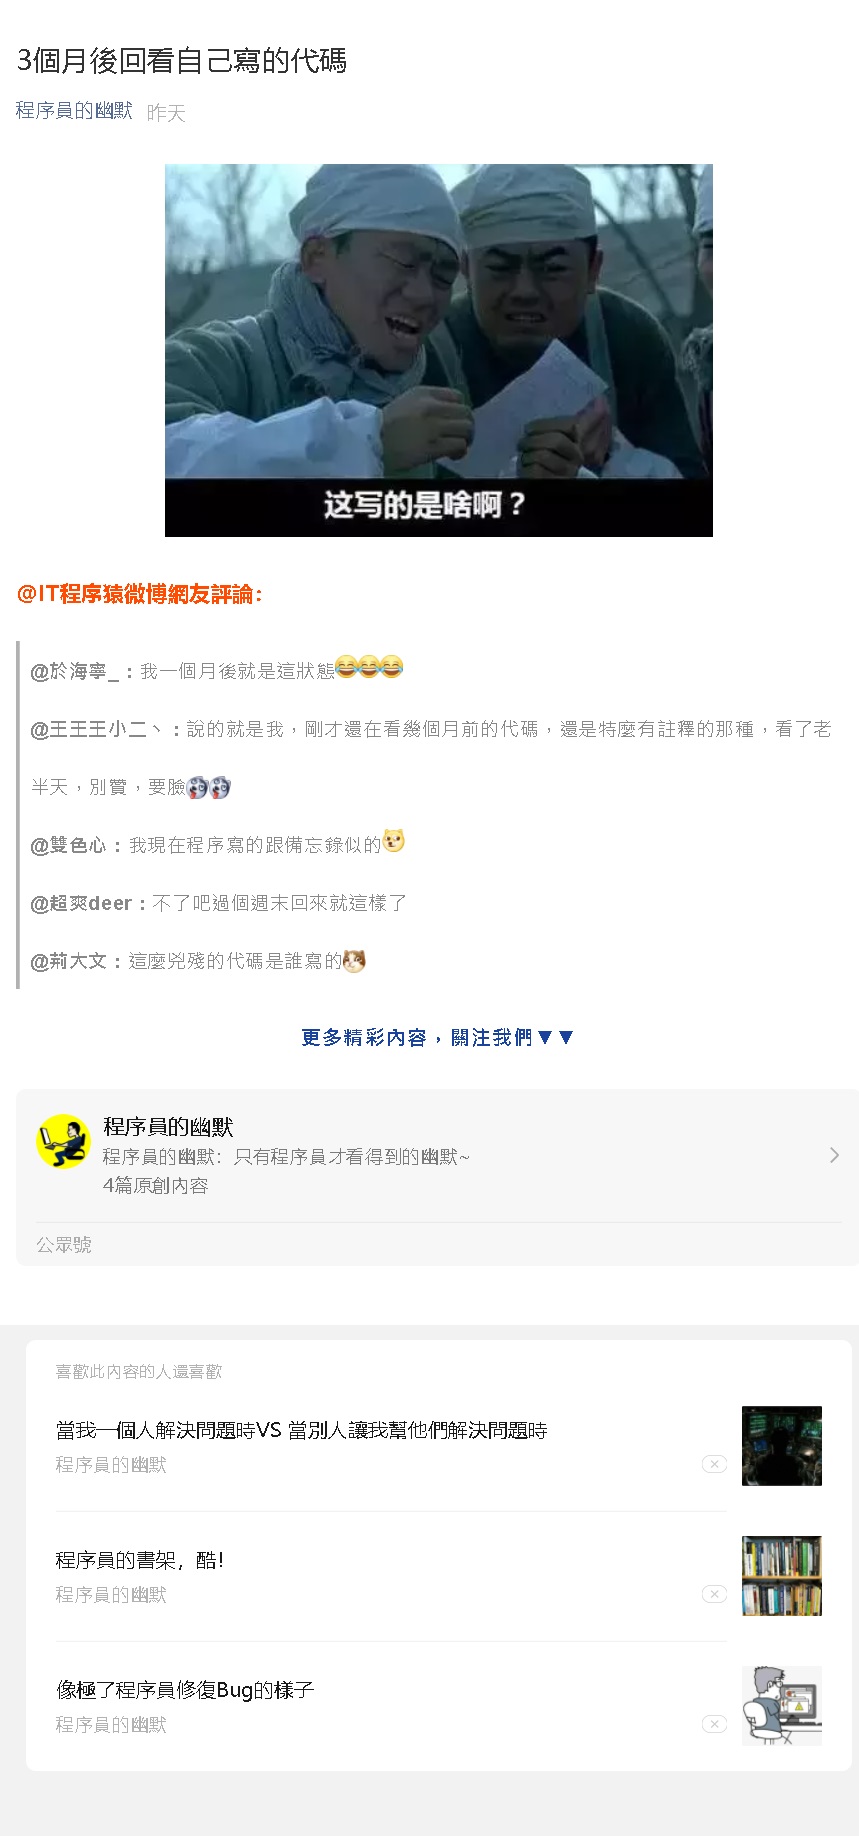 3個月後回看自己寫的代碼
程序員的幽默 昨天
这写的是啥啊？
@IT程序猿微博網友評論：
@於海寧_：我一個月後就是這狀態😂😂😂
@王王王小二丶：說的就是我，剛才還在看幾個月前的代碼，還是特麼有註釋的那種，看了老
半天，別贊，要臉
@雙色心：我現在程序寫的跟備忘錄似的
@超爽deer：不了吧過個週末回來就這樣了
@荊大文：這麼兇殘的代碼是誰寫的
更多精彩內容，關注我們▼▼
程序員的幽默
程序員的幽默：只有程序員才看得到的幽默~
4篇原創內容
公眾號
喜歡此內容的人還喜歡
當我一個人解決問題時VS 當別人讓我幫他們解決問題時
程序員的幽默
程序員的書架，酷！
程序員的幽默
像極了程序員修復Bug的樣子
程序員的幽默